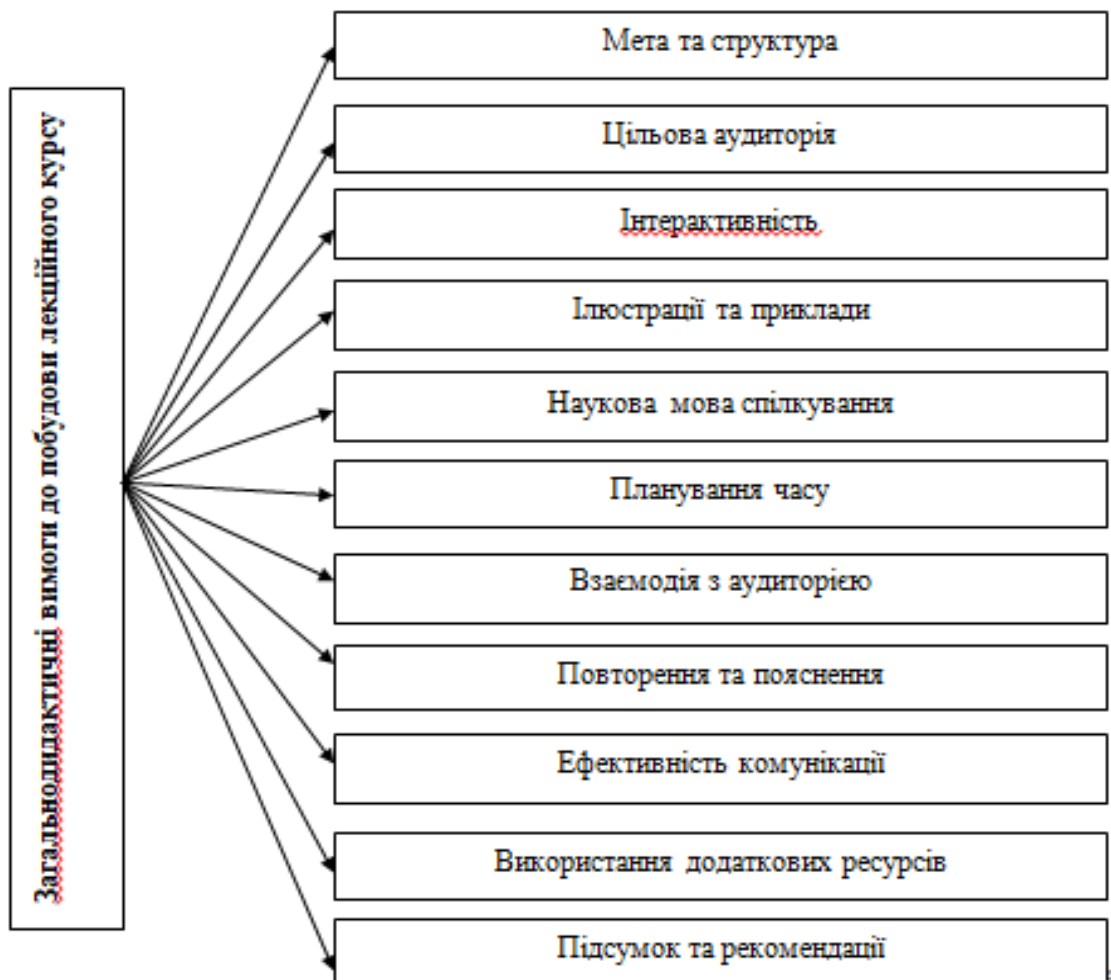 Загальнодидактичні вимоги до побудови лекційного курсу
Мета та структура
Цільова аудиторія
Інтерактивність
Ілюстрації та приклади
Наукова мова спілкування
Планування часу
Взаємодія з аудиторією
Повторення та пояснення
Ефективність комунікації
Використання додаткових ресурсів
Підсумок та рекомендації